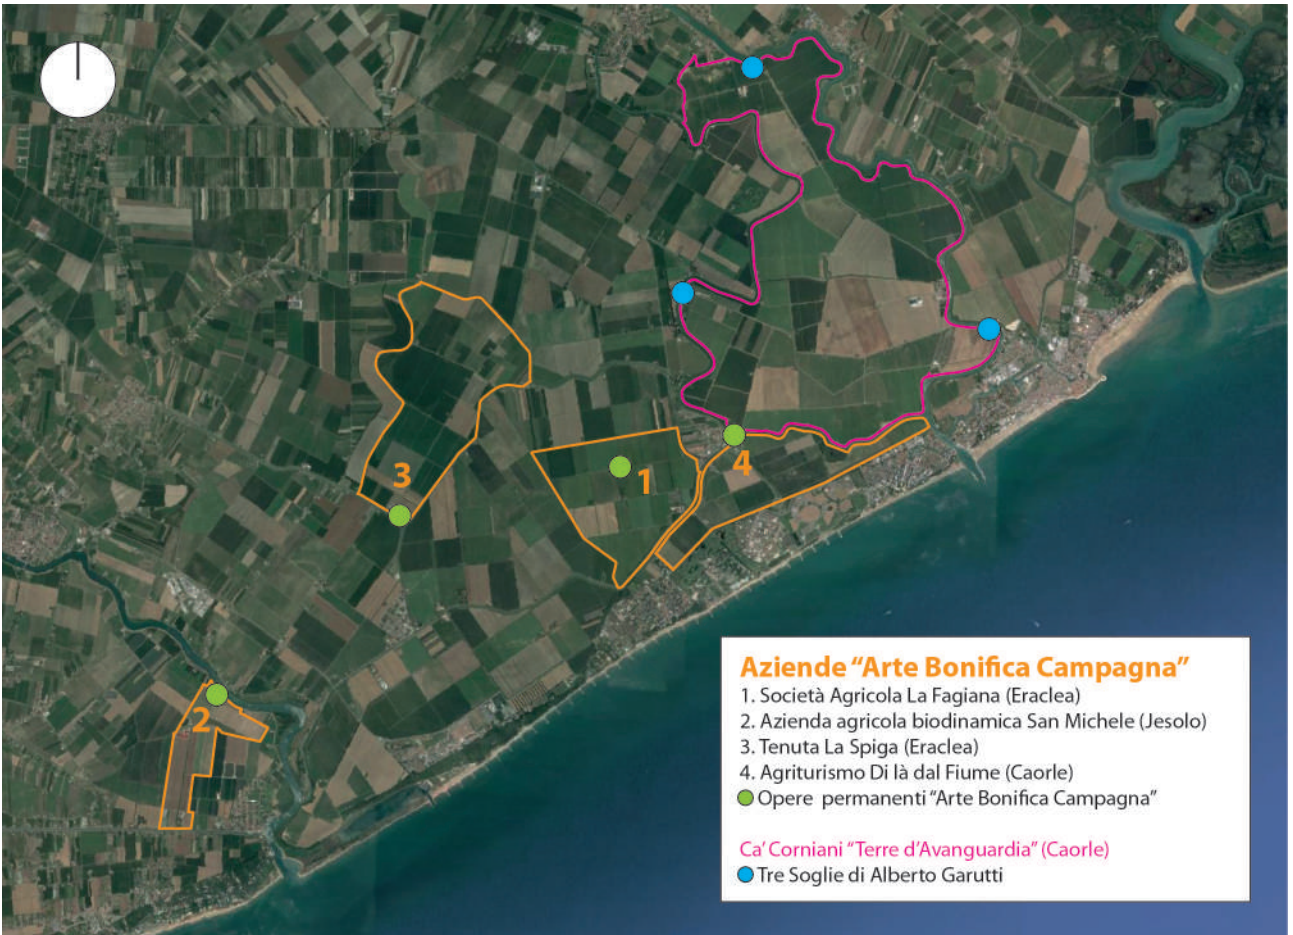 3
1
4
2
Aziende “Arte Bonifica Campagna”
1. Società Agricola La Fagiana (Eraclea)
2. Azienda agricola biodinamica San Michele (Jesolo)
3. Tenuta La Spiga (Eraclea)
4. Agriturismo Di là dal Fiume (Caorle)
Opere permanenti “Arte Bonifica Campagna”
Ca’ Corniani “Terre d’Avanguardia” (Caorle)
Tre Soglie di Alberto Garutti